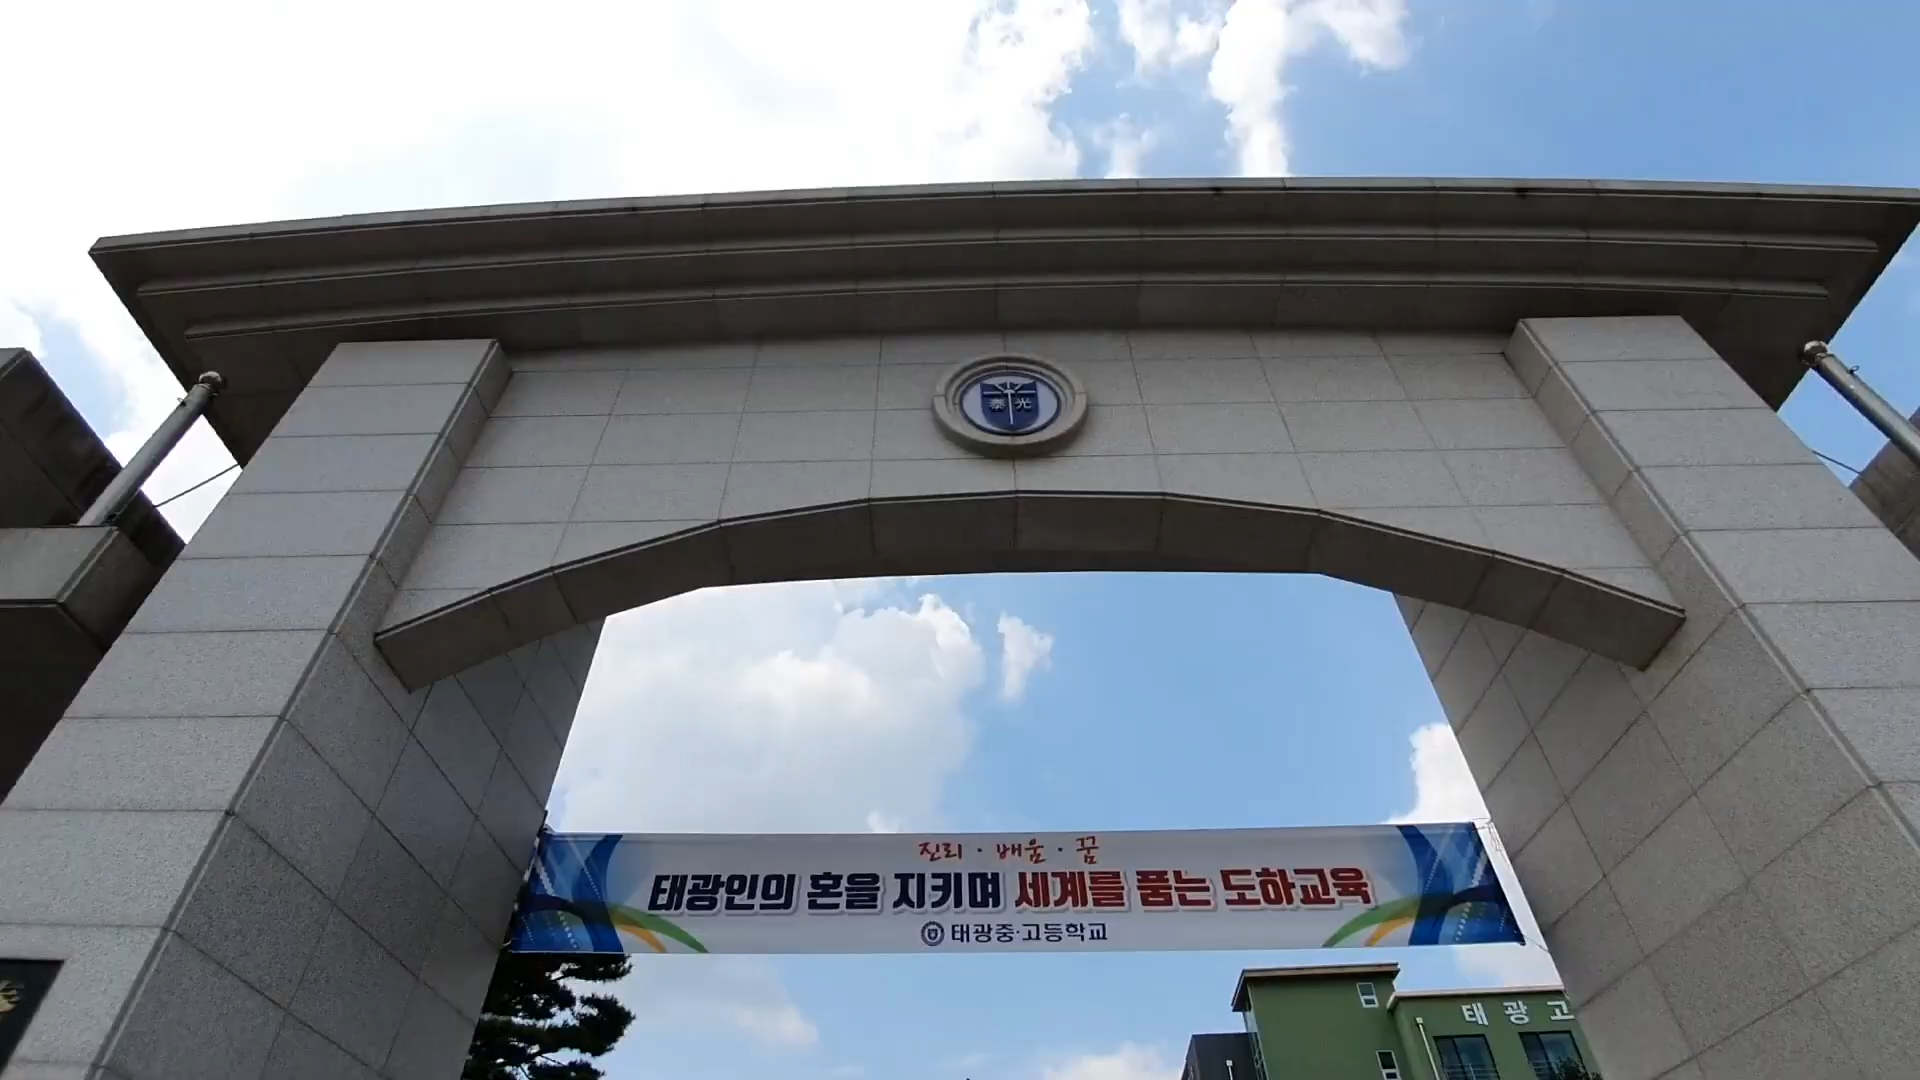 泰光
진리 · 배움 · 꿈
태광인의 혼을 지키며 세계를 품는 도하교육
태광중·고등학교
태광고